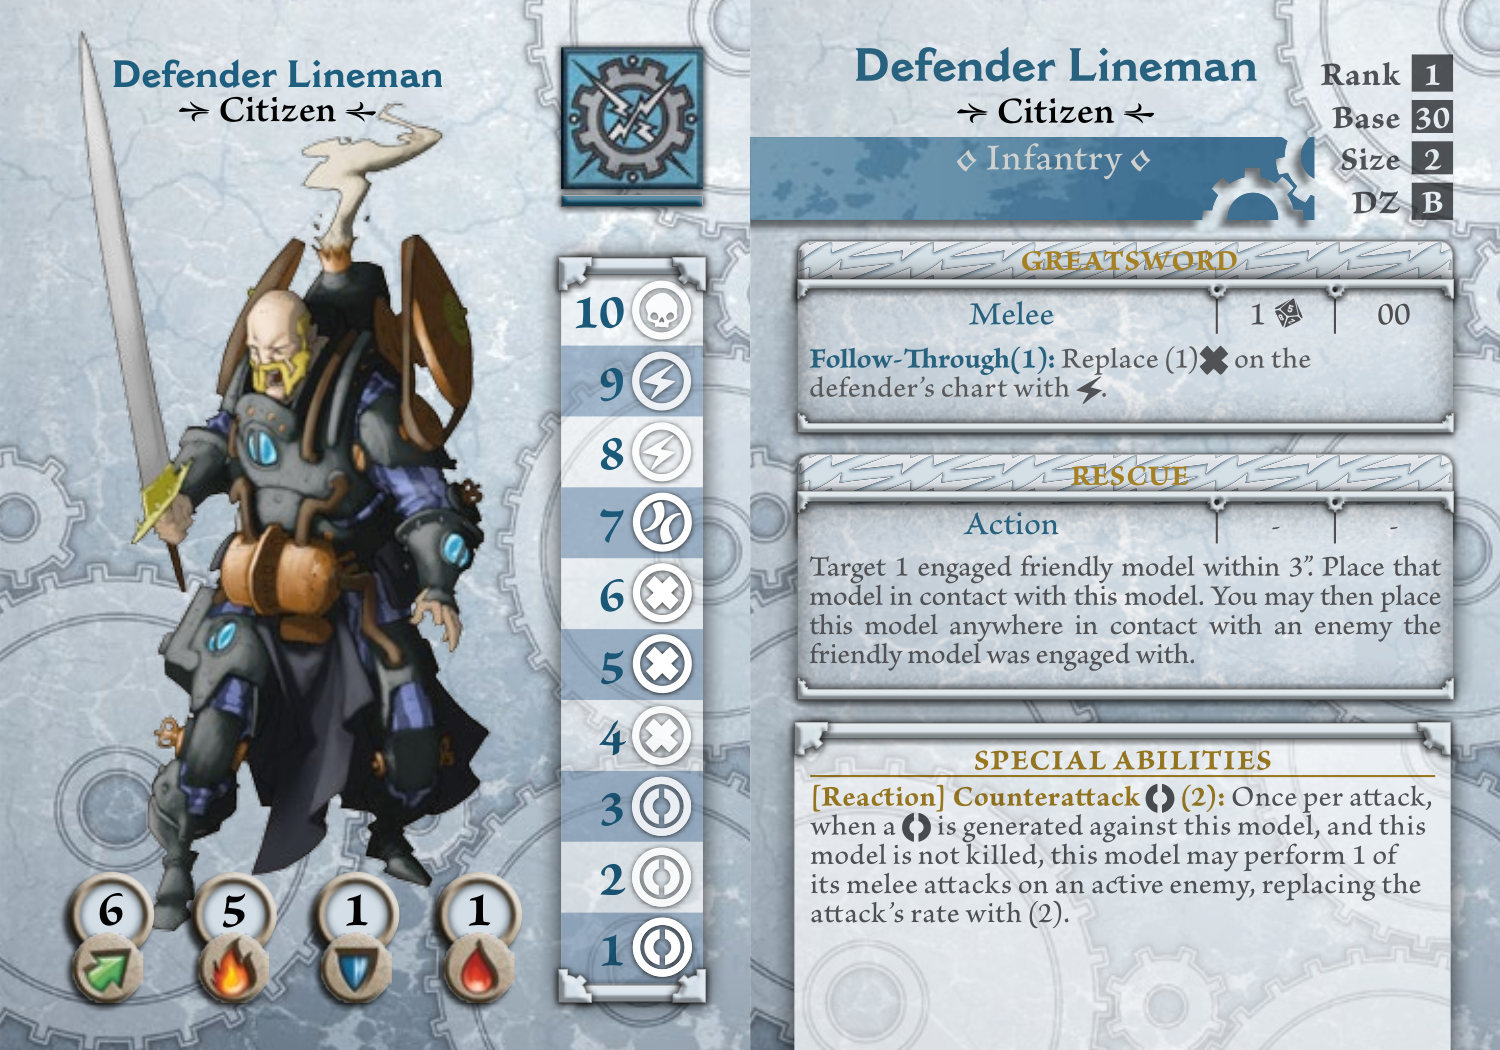 Defender Lineman
Citizen
10
9
8
7
6
5
4
3
2
1
6 5 1 1
Defender Lineman
Citizen
Infantry
Rank 1
Base 30
Size 2
DZ B
GREATSWORD
Melee 1 00
Follow-Through(1): Replace (1) on the
defender's chart with .
RESCUE
Action - -
Target 1 engaged friendly model within 3". Place that
model in contact with this model. You may then place
this model anywhere in contact with an enemy the
friendly model was engaged with.
SPECIAL ABILITIES
[Reaction] Counterattack (2): Once per attack,
when a is generated against this model, and this
model is not killed, this model may perform 1 of
its melee attacks on an active enemy, replacing the
attack's rate with (2).